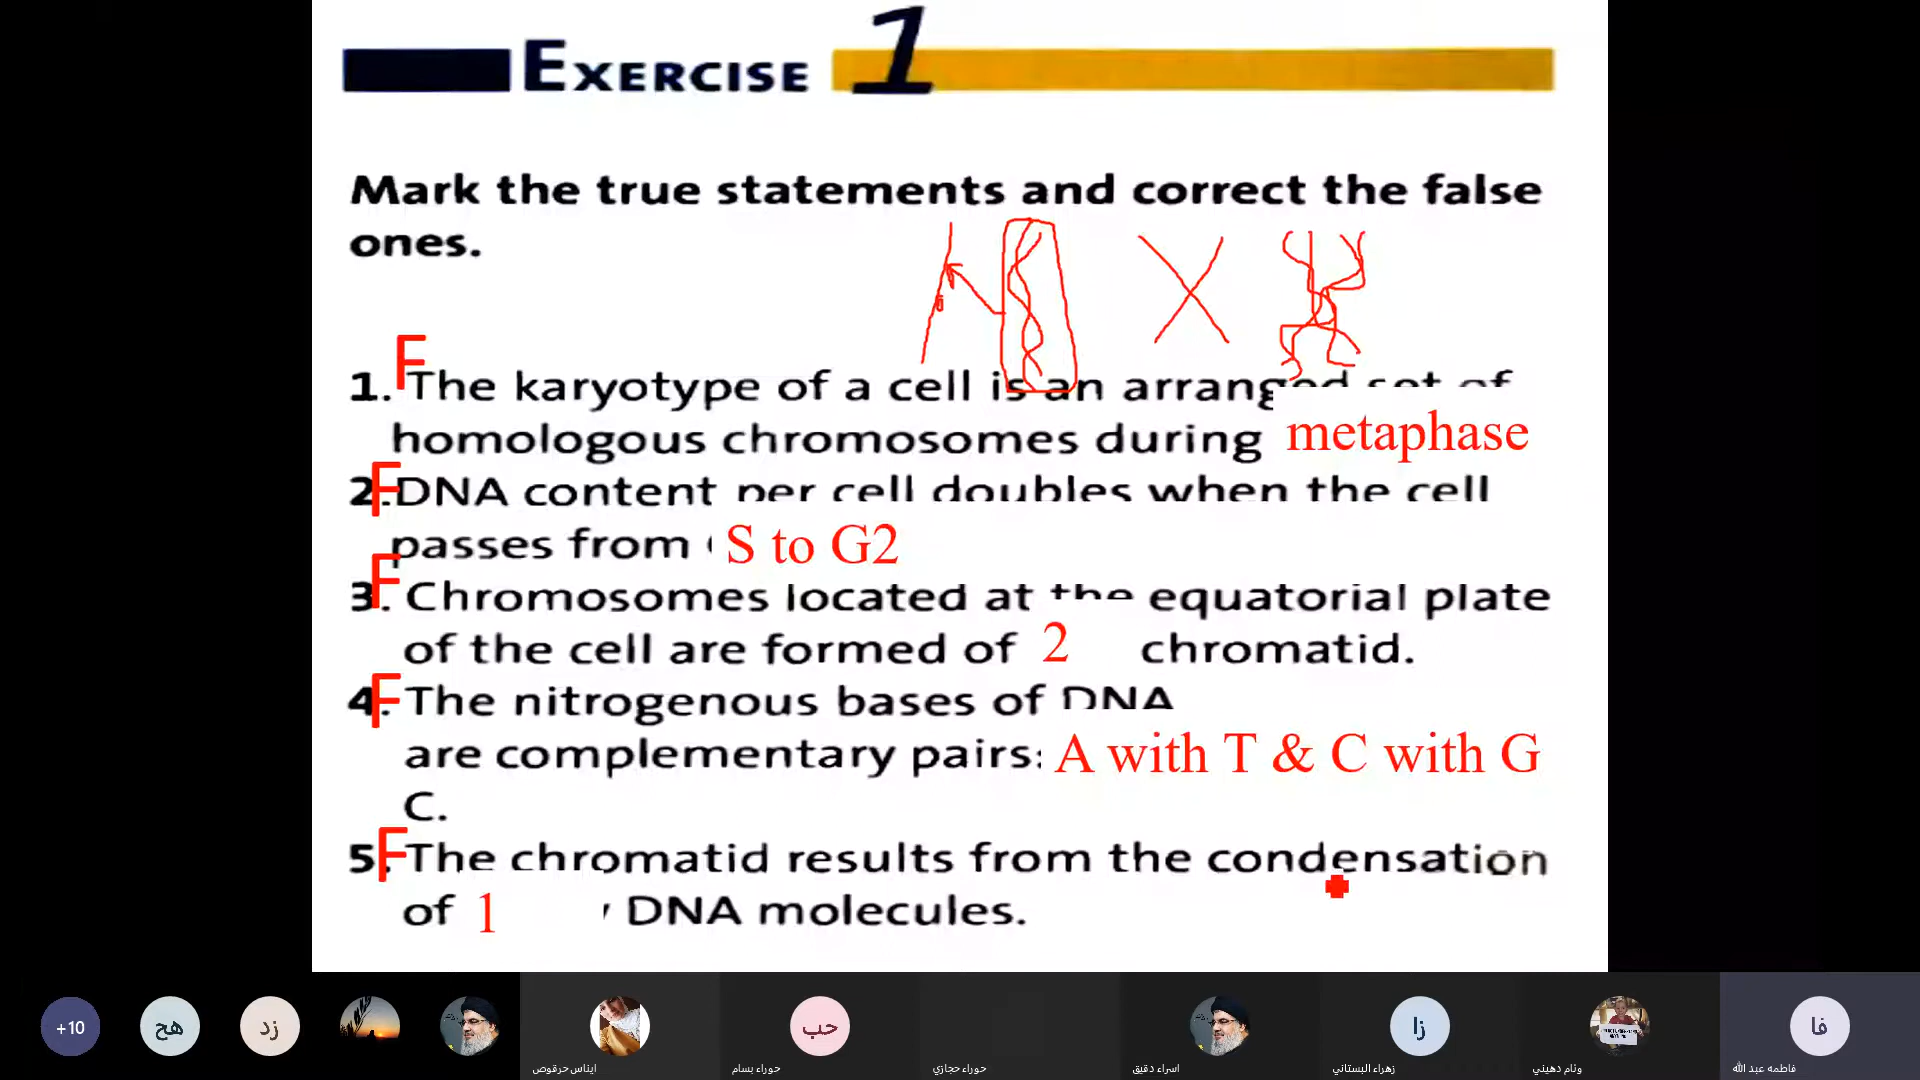 EXERCISE 1
Mark the true statements and correct the false
ones.
F
1. The karyotype of a cell is an arranged set of
homologous chromosomes during metaphase
F
2. DNA content per cell doubles when the cell
passes from S to G2
F
3. Chromosomes located at the equatorial plate
of the cell are formed of 2 chromatid.
F
4. The nitrogenous bases of DNA
are complementary pairs: A with T & C with G
C.
F
5. The chromatid results from the condensation
of 1 DNA molecules.
+10
هح
زد
حب
زا
فا
ايناس حرقوص
حوراء بسام
حوراء حجازي
اسراء دقيق
زهراء البستاني
وئام دهيني
فاطمه عبد الله